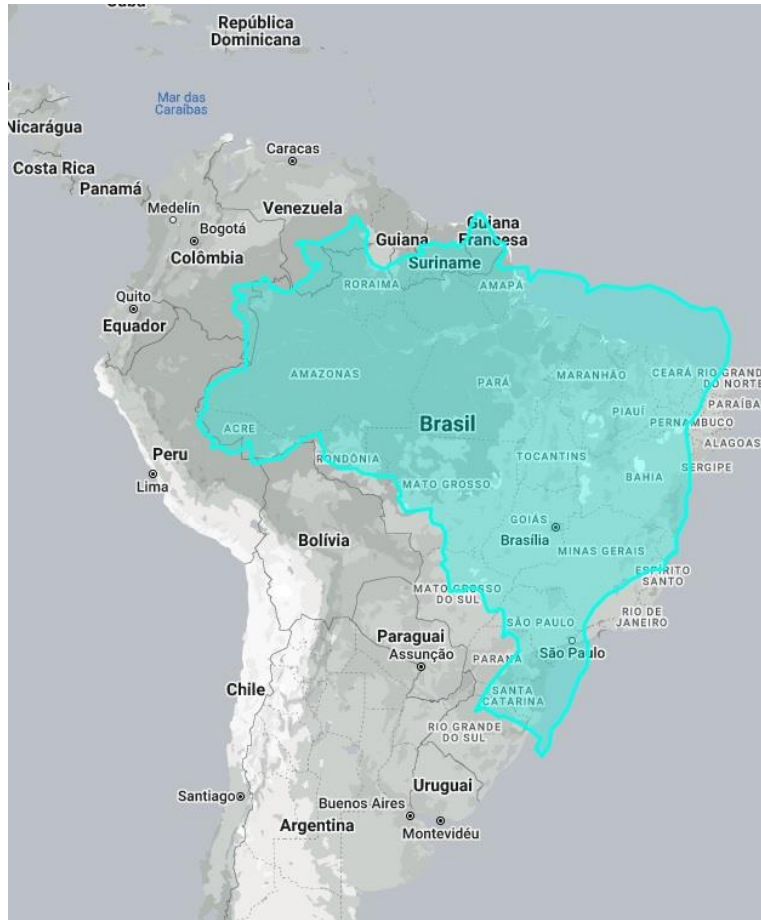 República
Dominicana
Mar das
Caraíbas
Nicarágua
Caracas
Costa Rica
Panamá
Medelín
Venezuela
Bogotá
Colômbia
Guiana
Guiana
Francesa
Suriname
RORAIMA
AMAPÁ
Quito
Equador
AMAZONAS
PARÁ
MARANHÃO
CEARÁ
RIO GRAND
DO NORTE
PARAÍBA
PIAUÍ
PERNAMBUCO
ACRE
Brasil
ALAGOAS
Peru
RONDÔNIA
TOCANTINS
SERGIPE
Lima
MATO GROSSO
BAHIA
GOIÁS
Brasília
Bolívia
MINAS GERAIS
ESPÍRITO
SANTO
MATO GROSSO
DO SUL
RIO DE
JANEIRO
SÃO PAULO
Paraguai
Assunção
São Paulo
PARANÁ
Chile
SANTA
CATARINA
RIO GRANDE
DO SUL
Uruguai
Santiago
Buenos Aires
Argentina
Montevidéu